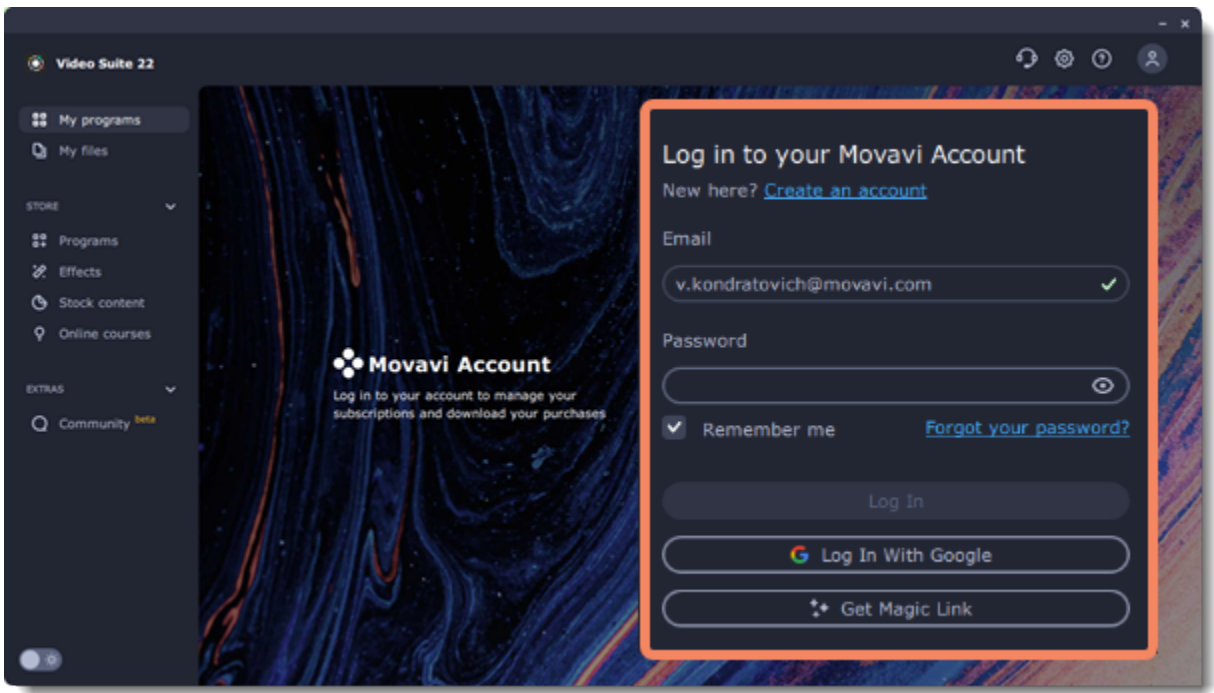 Video Suite 22
My programs
My files
STORE
Programs
Effects
Stock content
Online courses
EXTRAS
Community beta
Movavi Account
Log in to your account to manage your
subscriptions and download your purchases
Log in to your Movavi Account
New here? Create an account
Email
v.kondratovich@movavi.com
Password
Remember me
Forgot your password?
Log In
Log In With Google
Get Magic Link